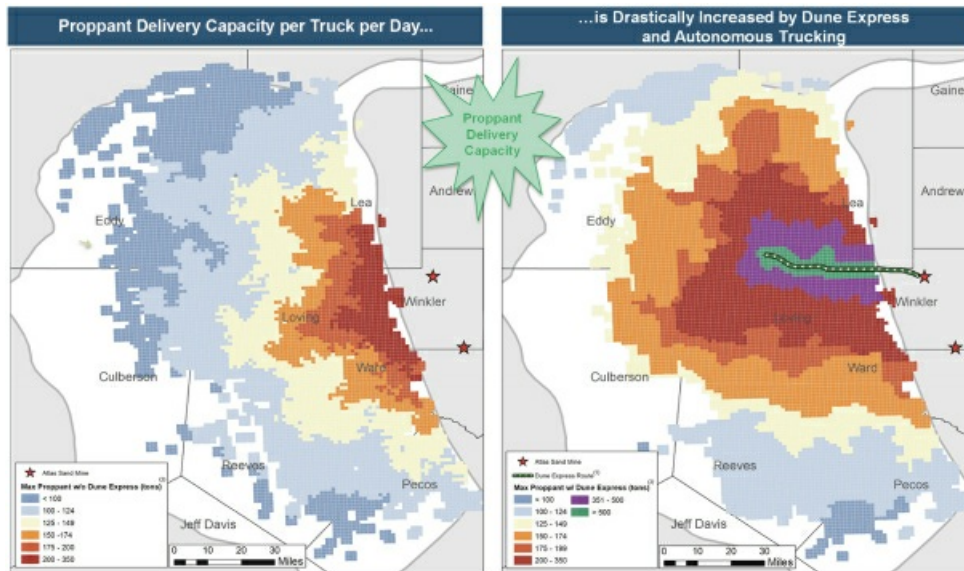 Proppant Delivery Capacity per Truck per Day...
Eddy
Lea
Gaine
Andrew
Winkler
Loving
Ward
Culberson
Reeves
Pecos
Jeff Davis
Atlas Sand Mine
Max Proppant w/o Dune Express (tons) (2)
< 100
100 - 124
125 - 149
150 -174
175 - 200
200 - 350
0 5 10 20 30
Miles
Proppant
Delivery
Capacity
...is Drastically Increased by Dune Express
and Autonomous Trucking
Gaine
Andrew
Lea
Eddy
Winkler
Loving
Ward
Culberson
Reeves
Pecos
Jeff Davis
Atlas Sand Mine
Dune Express Route(1)
Max Proppant w/ Dune Express (tons)
< 100
100 - 124
125 - 149
150 - 174
175 - 199
200 - 350
351 - 500
> 500
0 5 10 20 30
Miles